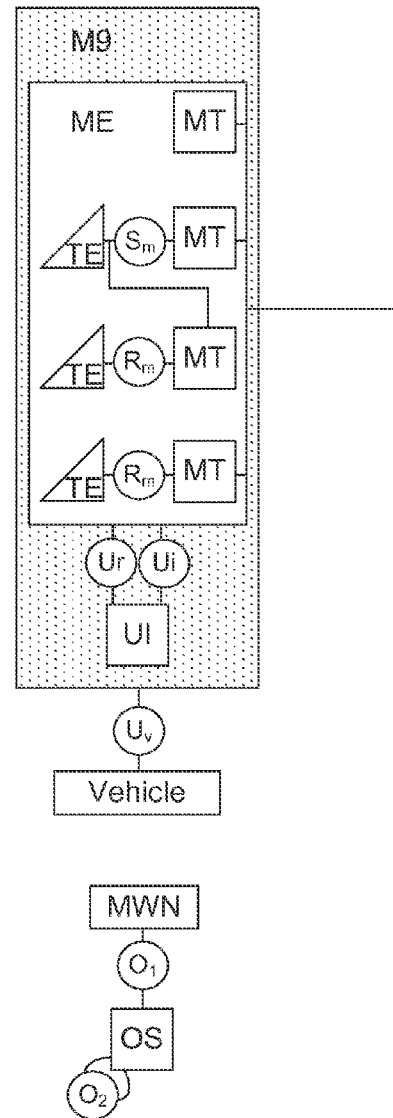 M9
ME MT
TE Sm MT
TE Rm MT
TE Rm MT
Ur Ui
UI
Uv
Vehicle
MWN
O1
OS
O2